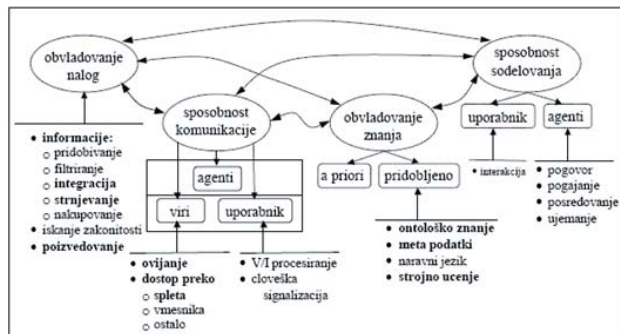 obvladovanje
nalog
sposobnost
sodelovanja
sposobnost
komunikacije
obvladovanje
znanja
uporabnik
agenti
agenti
a priori
pridobljeno
viri
uporabnik
• informacije:
o pridobivanje
o filtriranje
o integracija
o strnjevanje
o nakupovanje
• iskanje zakonitosti
• poizvedovanje
• interakcija
• pogovor
• pogajanje
• posredovanje
• ujemanje
• ontološko znanje
• meta podatki
• naravni jezik
• strojno ucenje
• ovijanje
• dostop preko
o spleta
o vmesnika
o ostalo
• V/I procesiranje
• cloveška
signalizacija